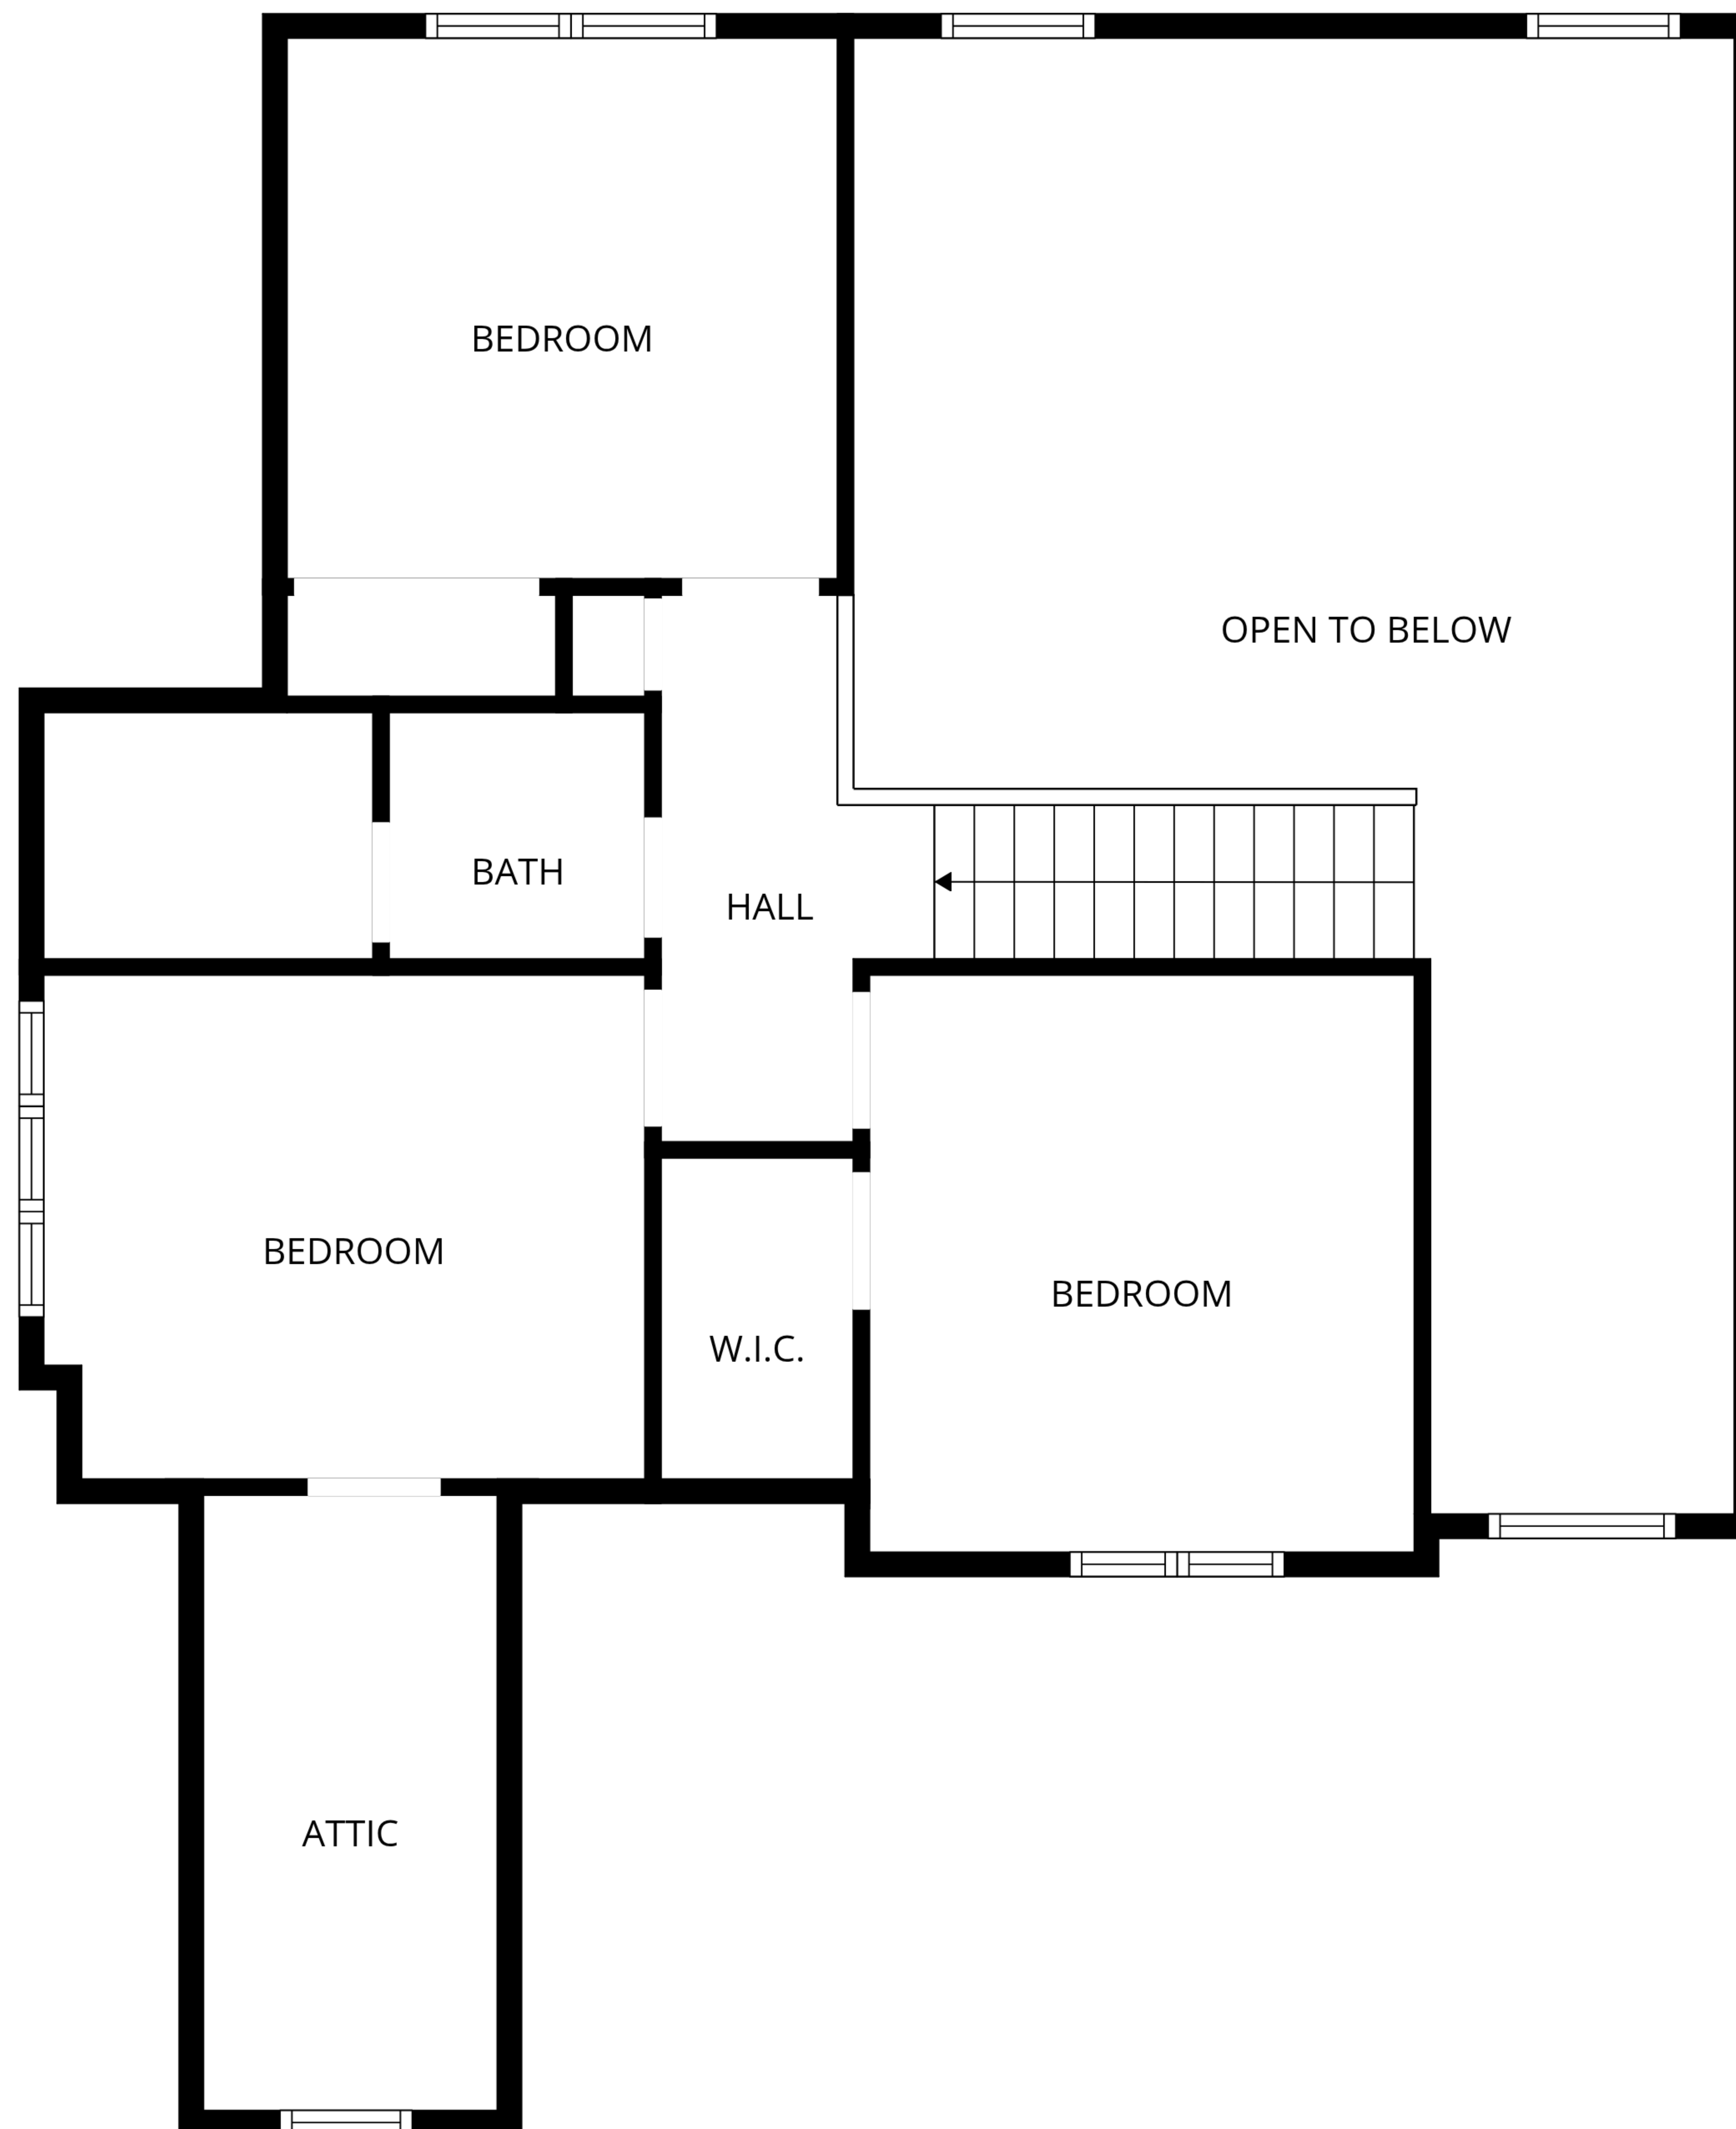 BEDROOM
OPEN TO BELOW
BATH
HALL
BEDROOM
BEDROOM
W.I.C.
ATTIC